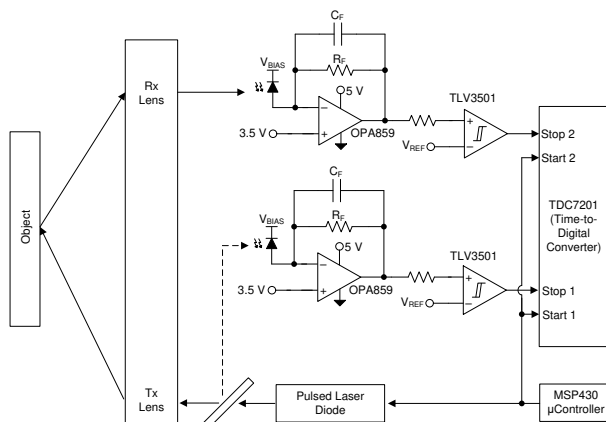 Object
Rx
Lens
Tx
Lens
CF
RF
VBIAS
5 V
3.5 V
OPA859
TLV3501
VREF
Stop 2
Start 2
TDC7201
(Time-to-
Digital
Converter)
CF
RF
VBIAS
5 V
3.5 V
OPA859
TLV3501
VREF
Stop 1
Start 1
Pulsed Laser
Diode
MSP430
µController